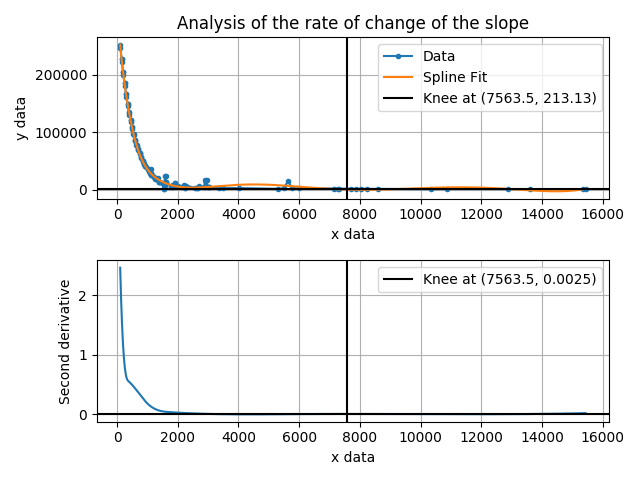 Analysis of the rate of change of the slope
y data
200000
100000
0
Data
Spline Fit
Knee at (7563.5, 213.13)
0 2000 4000 6000 8000 10000 12000 14000 16000
x data
Second derivative
2
1
0
Knee at (7563.5, 0.0025)
0 2000 4000 6000 8000 10000 12000 14000 16000
x data